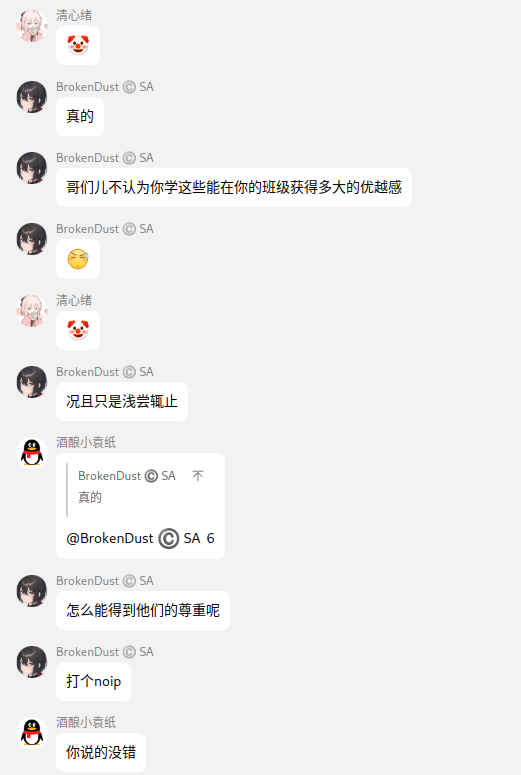 清心绪
🤡
BrokenDust ©️ SA
真的
BrokenDust ©️ SA
哥们儿不认为你学这些能在你的班级获得多大的优越感
BrokenDust ©️ SA
清心绪
🤡
BrokenDust ©️ SA
况且只是浅尝辄止
酒酿小袁纸
BrokenDust ©️ SA 不
真的
@BrokenDust ©️ SA 6
BrokenDust ©️ SA
怎么能得到他们的尊重呢
BrokenDust ©️ SA
打个noip
酒酿小袁纸
你说的没错